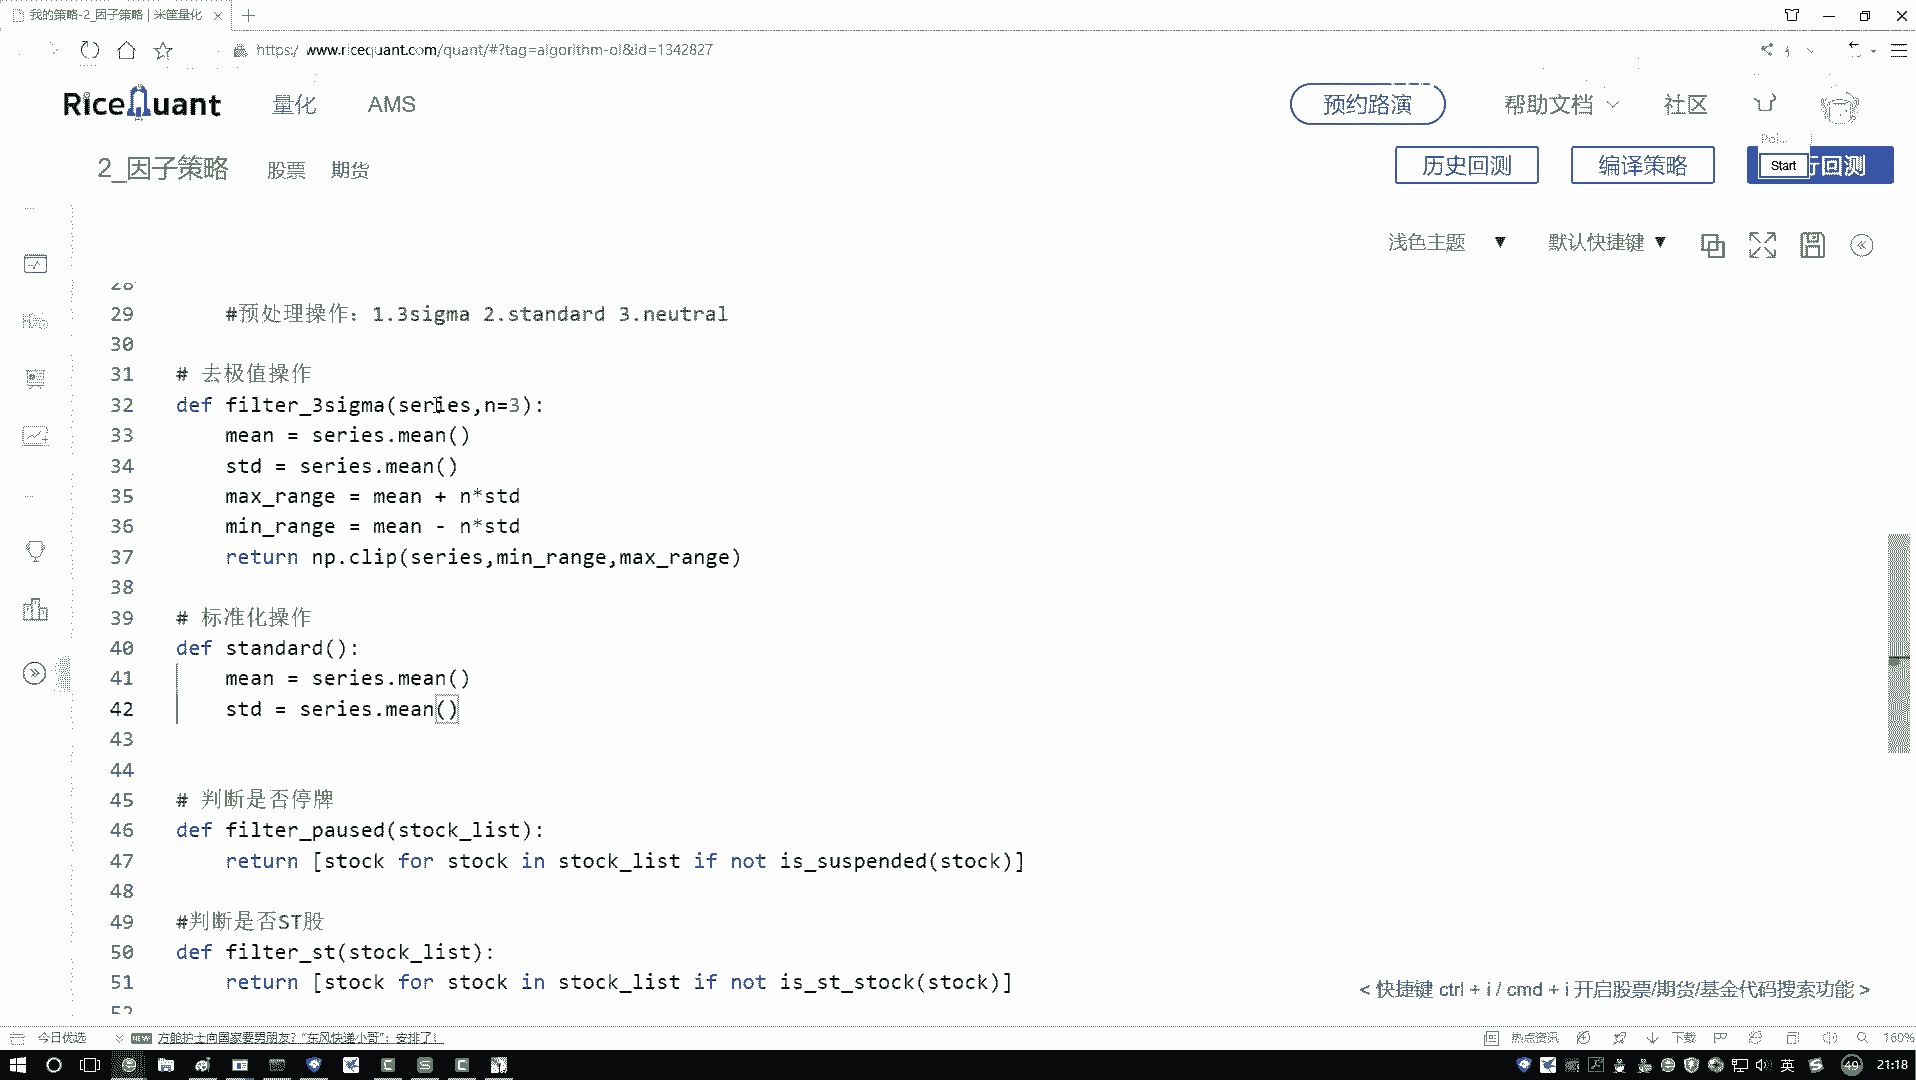 我的策略-2_因子策略 | 米筐量化
https:/ www.ricequant.com/quant/#?tag=algorithm-ol&id=1342827
RiceQuant 量化 AMS 预约路演 帮助文档 社区
Poi...
2_因子策略 股票 期货 历史回测 编译策略 Start 行回测
浅色主题 ▼ 默认快捷键 ▼
28
29 #预处理操作：1.3sigma 2.standard 3.neutral
30
31 # 去极值操作
32 def filter_3sigma(series,n=3):
33 mean = series.mean()
34 std = series.mean()
35 max_range = mean + n*std
36 min_range = mean - n*std
37 return np.clip(series,min_range,max_range)
38
39 # 标准化操作
40 def standard():
41 mean = series.mean()
42 std = series.mean()
43
44
45 # 判断是否停牌
46 def filter_paused(stock_list):
47 return [stock for stock in stock_list if not is_suspended(stock)]
48
49 #判断是否ST股
50 def filter_st(stock_list):
51 return [stock for stock in stock_list if not is_st_stock(stock)]
52
< 快捷键 ctrl + i / cmd + i 开启股票/期货/基金代码搜索功能 >
今日优选 NEW 方舱护士向国家要男朋友？“东风快递小哥”：安排了！ 热点资讯 下载 160%
英 49 21:18